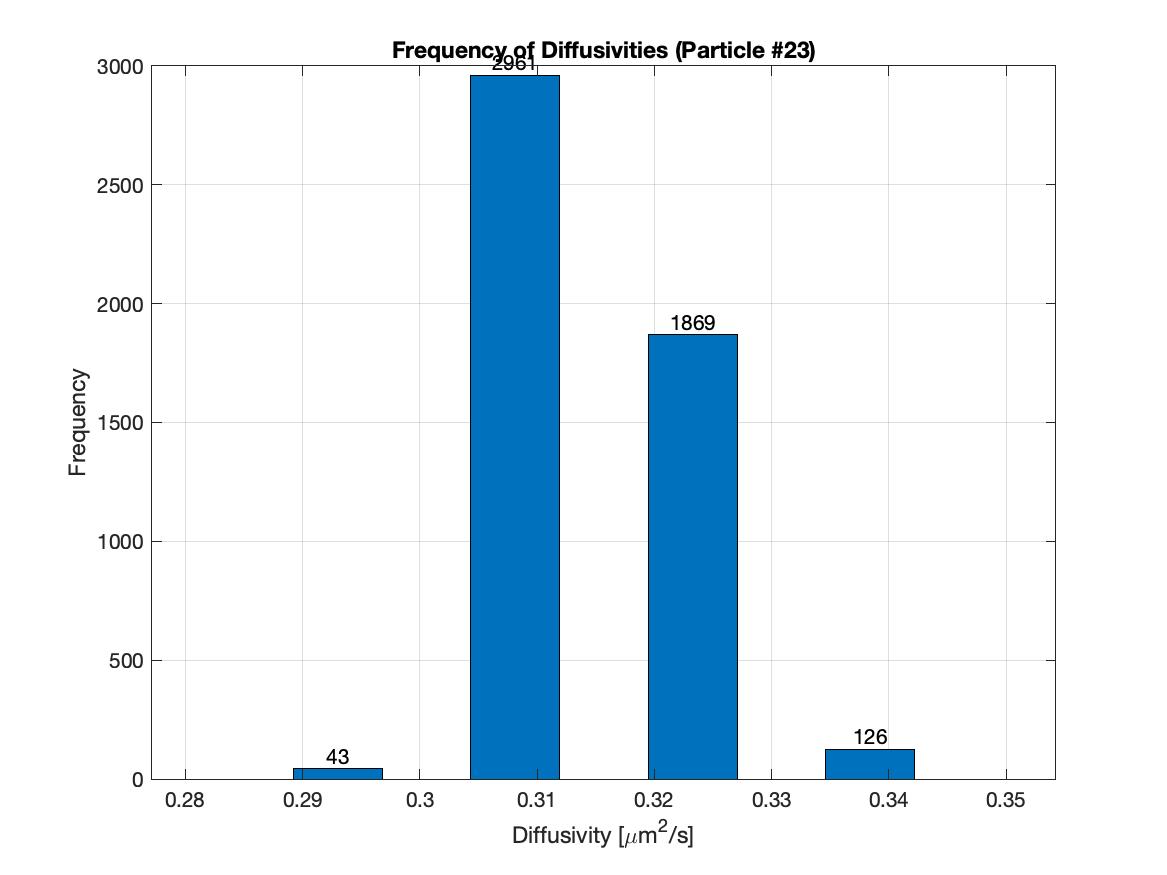 Frequency of Diffusivities (Particle #23)
2961
3000
2500
2000
1869
1500
1000
500
126
43
0
Frequency
0.28 0.29 0.3 0.31 0.32 0.33 0.34 0.35
Diffusivity [μm²/s]